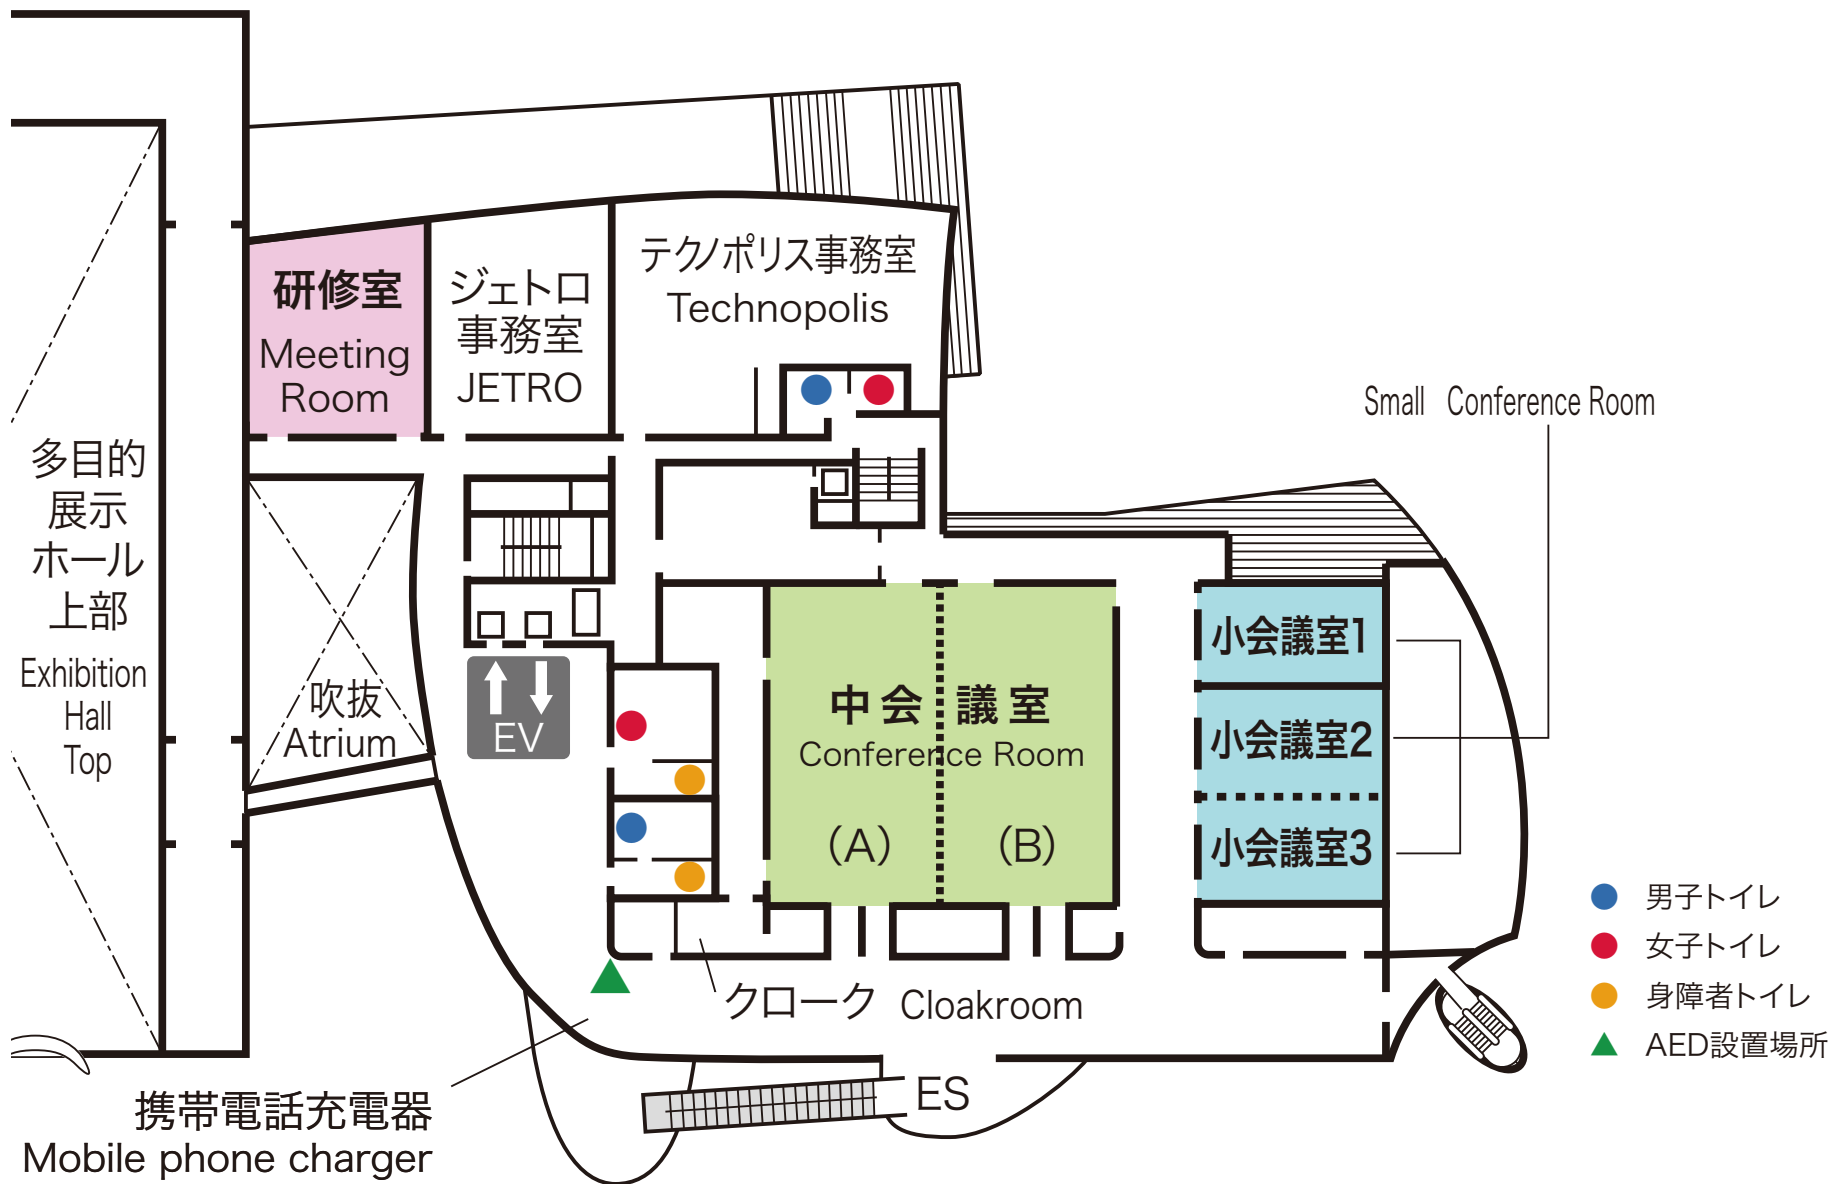 研修室
Meeting
Room
ジェトロ
事務室
JETRO
テクノポリス事務室
Technopolis
Small Conference Room
多目的
展示
ホール
上部
Exhibition
Hall
Top
吹抜
Atrium
EV
中会議室
Conference Room
(A)
(B)
小会議室1
小会議室2
小会議室3
クローク Cloakroom
ES
携帯電話充電器
Mobile phone charger
男子トイレ
女子トイレ
身障者トイレ
AED設置場所